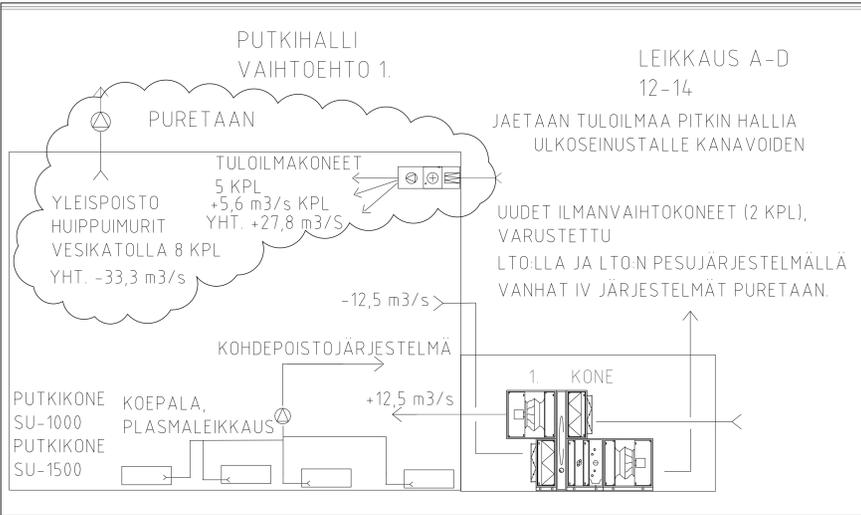 PUTKIHALLI
VAIHTOEHTO 1.
LEIKKAUS A-D
12-14
PURETAAN
JAETAAN TULOILMAA PITKIN HALLIA
ULKOSEINUSTALLE KANAVOIDEN
TULOILMAKONEET
5 KPL
+5,6 m3/s KPL
YHT. +27,8 m3/S
YLEISPOISTO
HUIPPUIMURIT
VESIKATOLLA 8 KPL
YHT. -33,3 m3/s
UUDET ILMANVAIHTOKONEET (2 KPL),
VARUSTETTU
LTO:LLA JA LTO:N PESUJÄRJESTELMÄLLÄ
VANHAT IV JÄRJESTELMÄT PURETAAN.
-12,5 m3/s
KOHDEPOISTOJÄRJESTELMÄ
1. KONE
+12,5 m3/s
PUTKIKONE
SU-1000
PUTKIKONE
SU-1500
KOEPALA,
PLASMALEIKKAUS